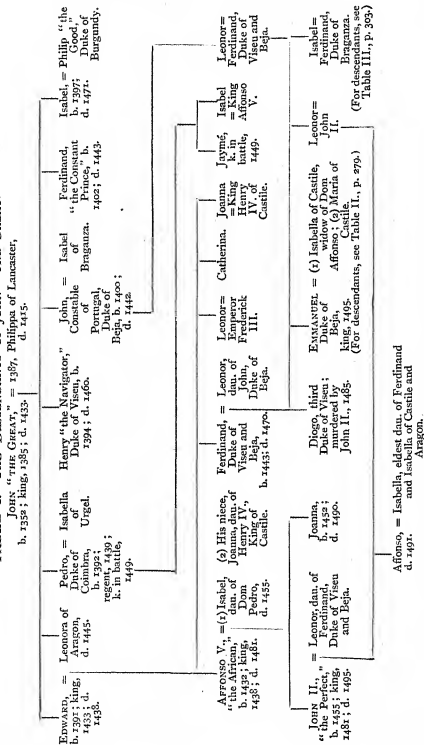 JOHN "THE GREAT," = 1387, Philippa of Lancaster,
b. 1352; king, 1385; d. 1433.
d. 1415.
EDWARD, =
b. 1391; king,
1433; d.
1438.
Leonora of
Aragon,
d. 1445.
Pedro, =
Duke of
Coimbra,
b. 1392;
regent, 1439;
k. in battle,
1449.
Isabella
of
Urgel.
Henry "the Navigator,"
Duke of Viseu, b.
1394; d. 1460.
John, =
Constable
of
Portugal,
Duke of
Beja, b. 1400;
d. 1442
Isabel
of
Braganza.
Ferdinand,
"the Constant
Prince," b.
1402; d. 1443.
Isabel, =
b. 1397;
d. 1471.
Philip "the
Good,"
Duke of
Burgundy.
AFFONSO V., =
"the African,"
b. 1432; king,
1438; d. 1481.
(1) Isabel,
dau. of
Dom
Pedro,
d. 1455.
(2) His niece,
Joanna, dau. of
Henry IV.,
King of
Castile.
Ferdinand, =
Duke of
Viseu and
Beja,
b. 1443; d. 1470.
Leonor,
dau. of
John,
Duke of
Beja.
Leonor=
Emperor
Frederick
III.
Catherina.
Joanna
=King
Henry
IV. of
Castile.
Jaymé,
k. in
battle,
1449.
Isabel
=King
Affonso
V.
Leonor=
Ferdinand,
Duke of
Viseu and
Beja.
JOHN II., =
"the Perfect,"
b. 1455; king,
1481; d. 1495.
Leonor, dau. of
Ferdinand,
Duke of Viseu
and Beja.
Joanna,
b. 1452;
d. 1490.
Diogo, third
Duke of Viseu;
murdered by
John II., 1485.
EMMANUEL =
Duke of
Beja,
king, 1495.
(1) Isabella of Castile,
widow of Dom
Affonso; (2) Maria of
Castile.
(For descendants, see Table II., p. 279.)
Leonor=
John
II.
Isabel=
Ferdinand,
Duke of
Braganza.
(For descendants, see
Table III., p. 303.)
Affonso, = Isabella, eldest dau. of Ferdinand
d. 1491.
and Isabella of Castile and
Aragon.